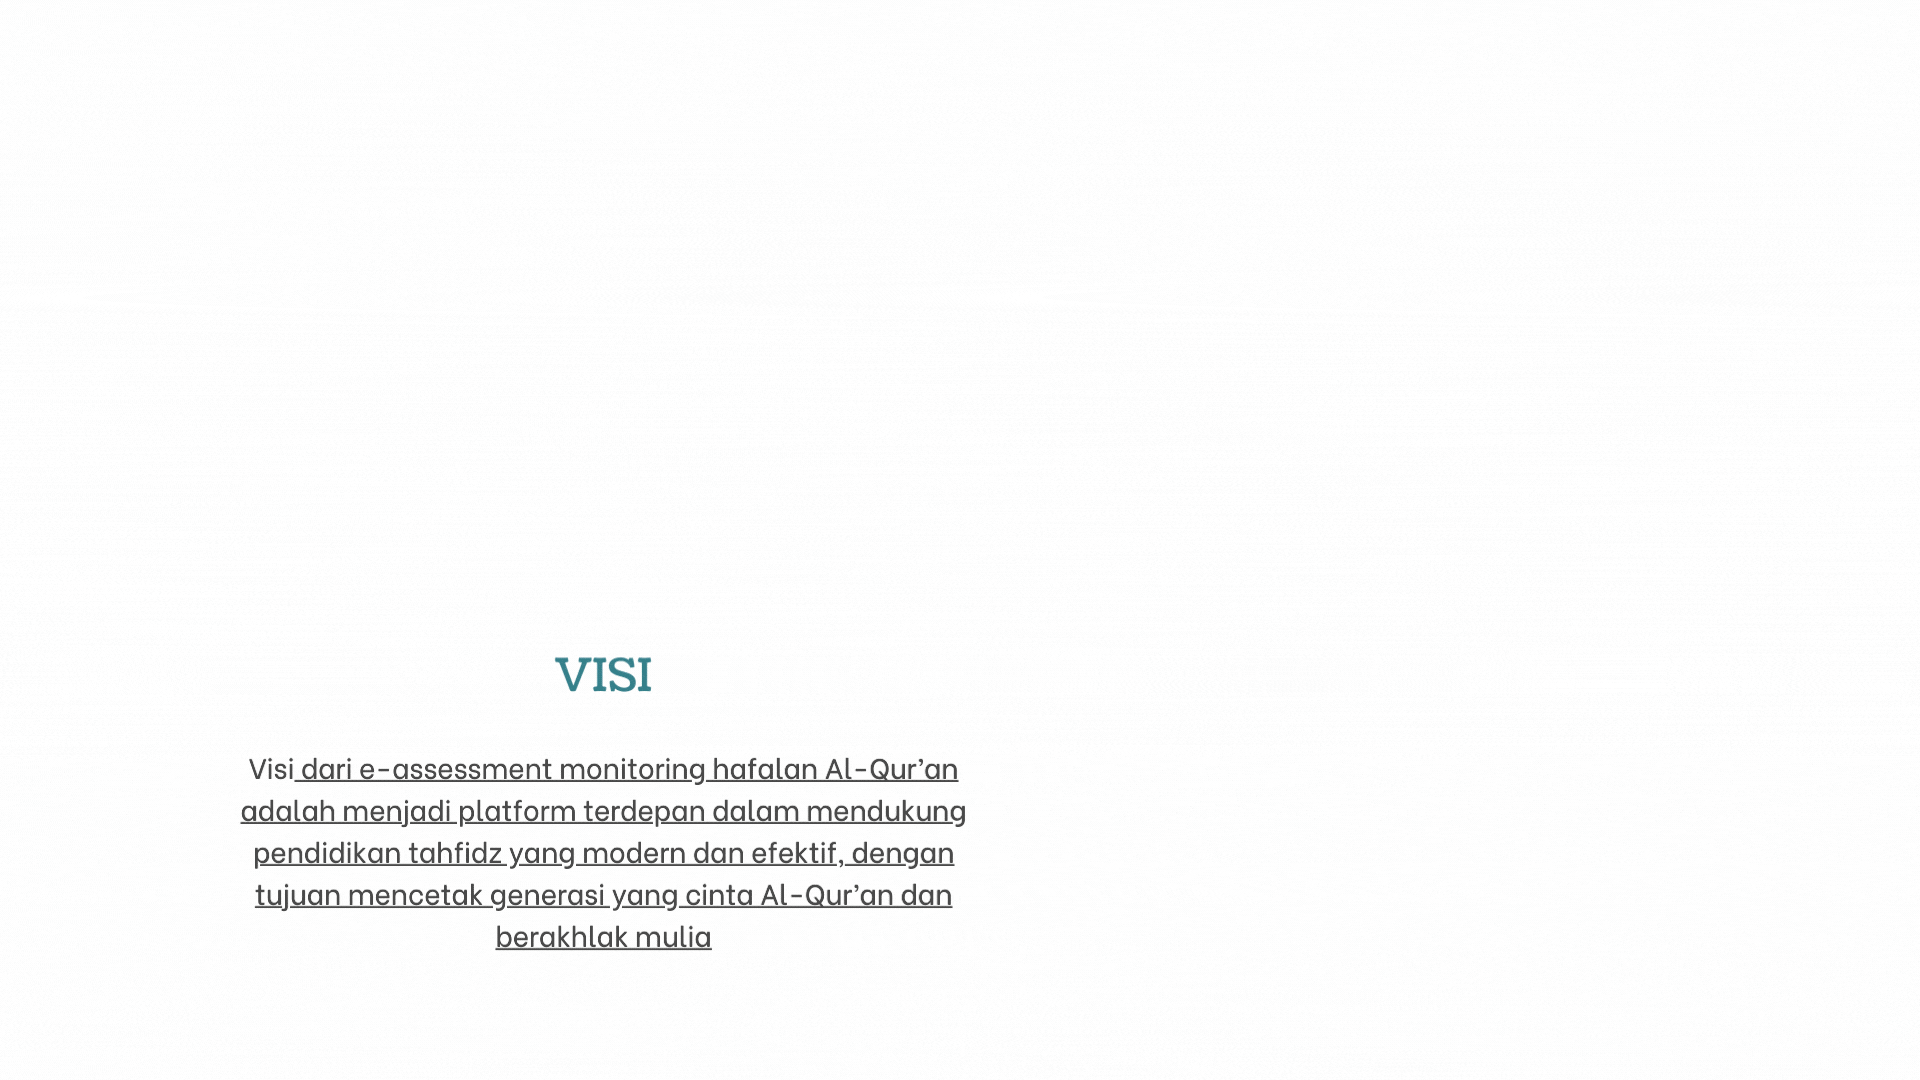 VISI
Visi dari e-assessment monitoring hafalan Al-Qur’an
adalah menjadi platform terdepan dalam mendukung
pendidikan tahfidz yang modern dan efektif, dengan
tujuan mencetak generasi yang cinta Al-Qur’an dan
berakhlak mulia